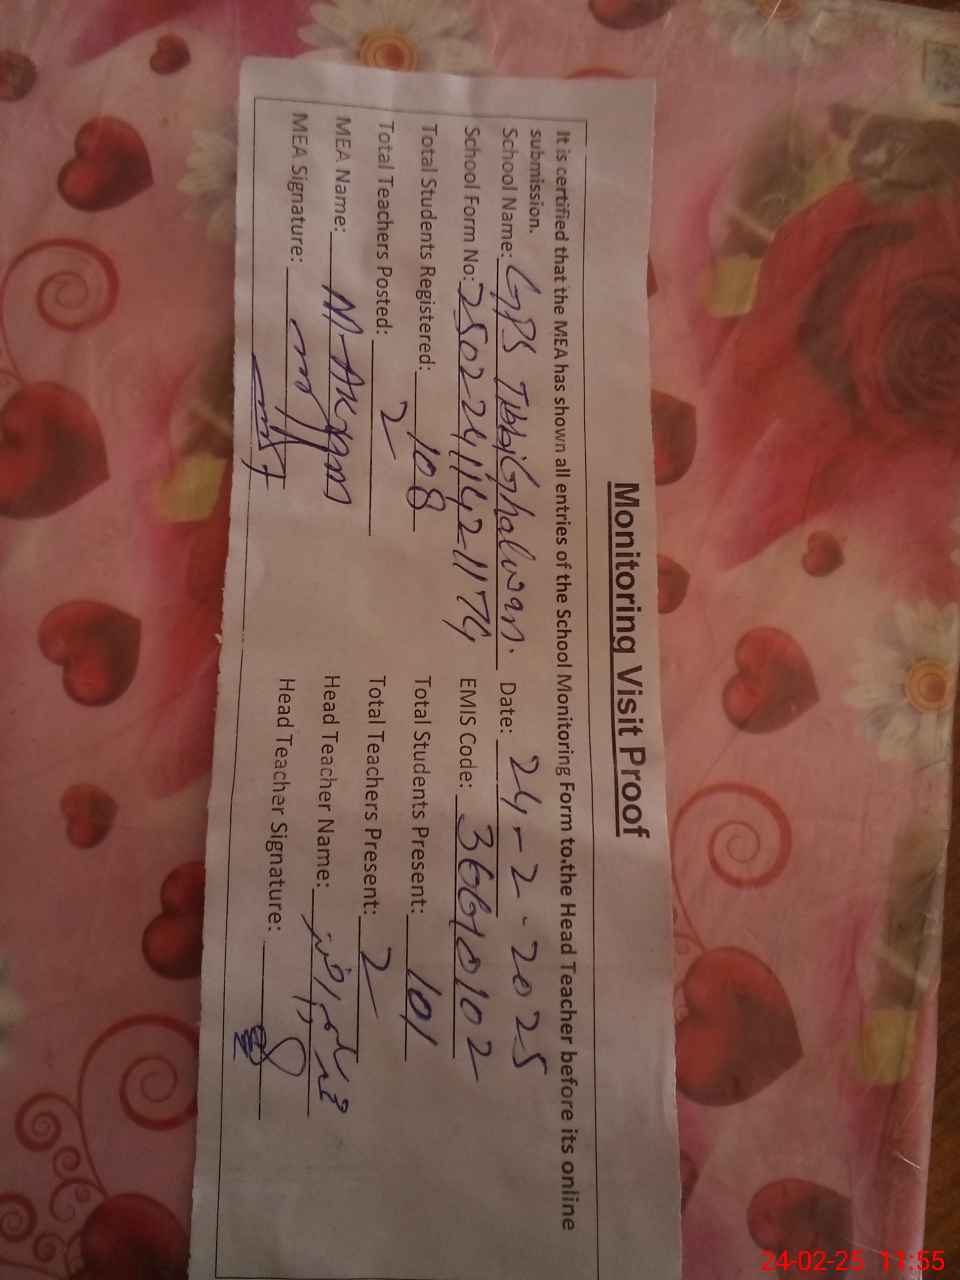 Monitoring Visit Proof
It is certified that the MEA has shown all entries of the School Monitoring Form to the Head Teacher before its online
submission.
School Name: GPS Tibbi Ghalwan. Date: 24-2-2025
School Form No: EMIS Code: 36610102
Total Students Registered: 108 Total Students Present: 101
Total Teachers Posted: 2 Total Teachers Present: 2
MEA Name: M. Akram Head Teacher Name:
MEA Signature: Head Teacher Signature:
24-02-25 11:55